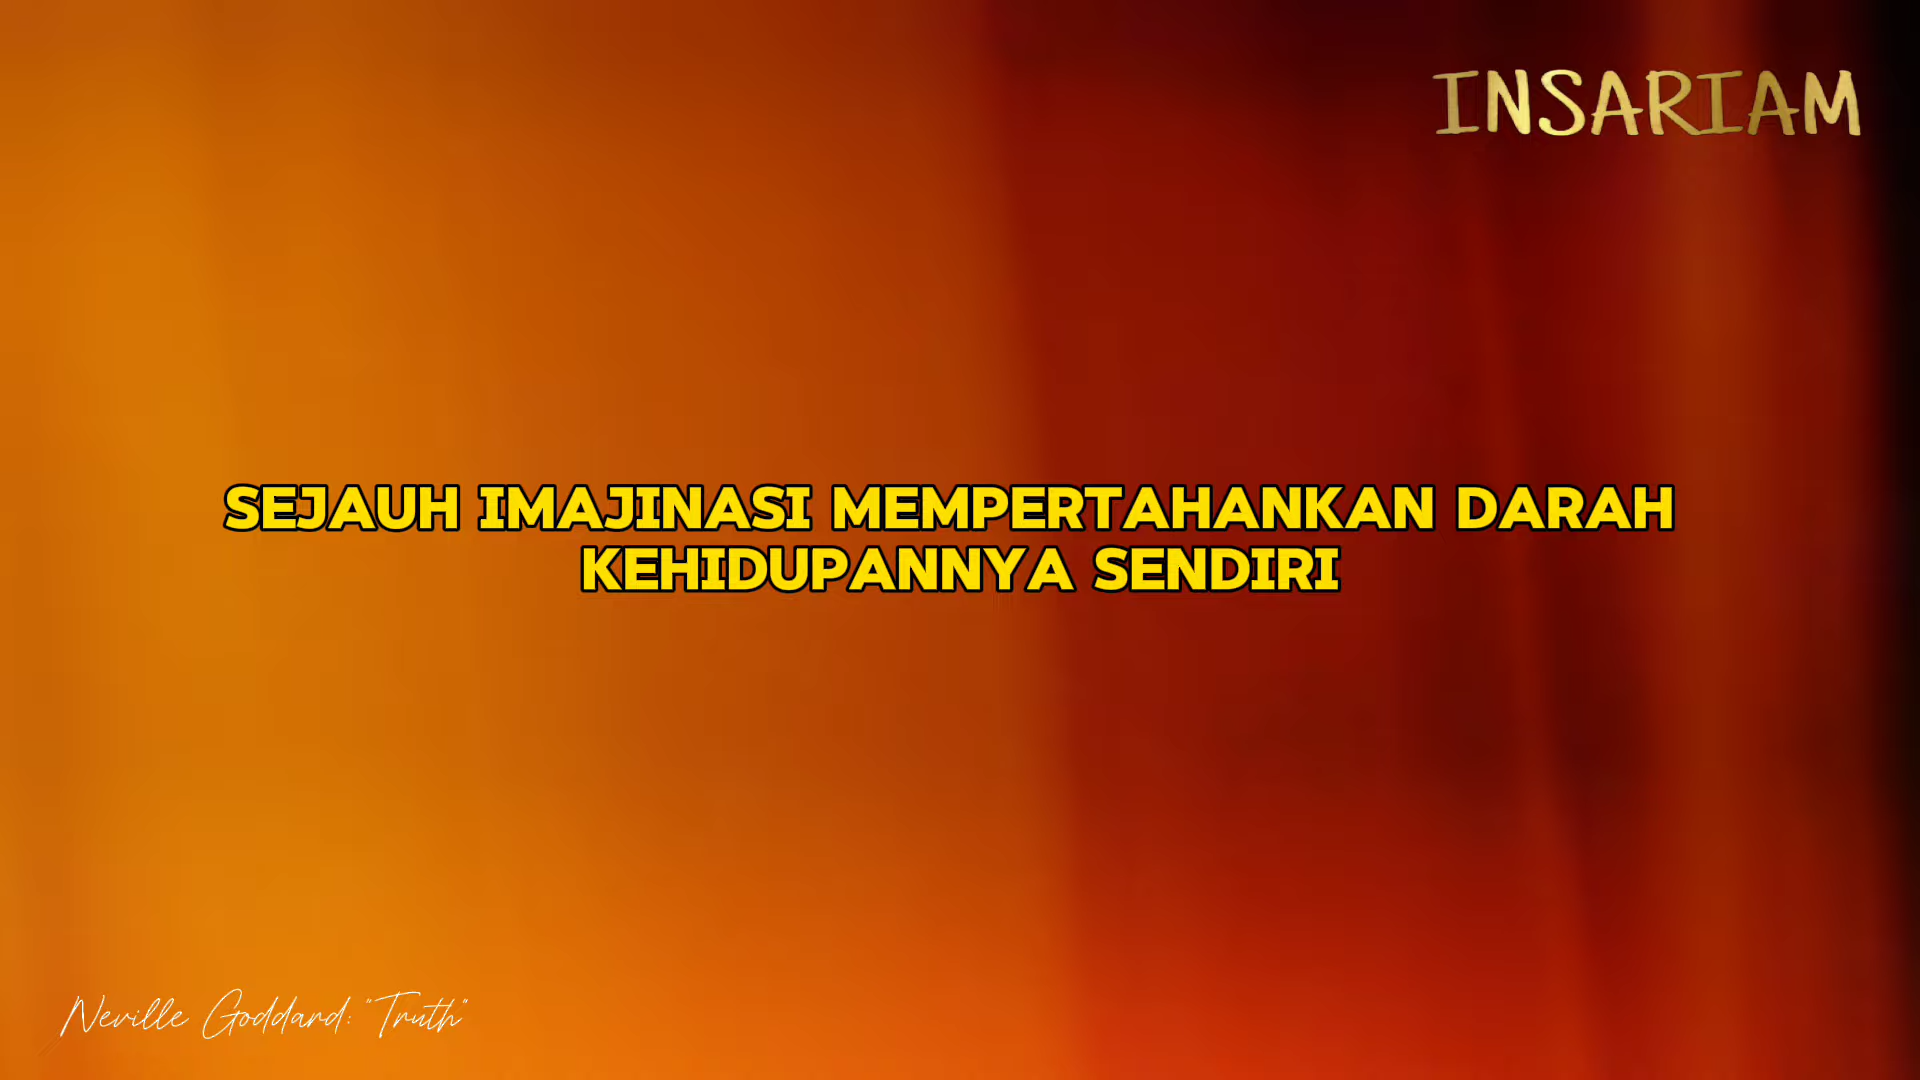 INSARIAM
SEJAUH IMAJINASI MEMPERTAHANKAN DARAH
KEHIDUPANNYA SENDIRI
Neville Goddard: "Truth"